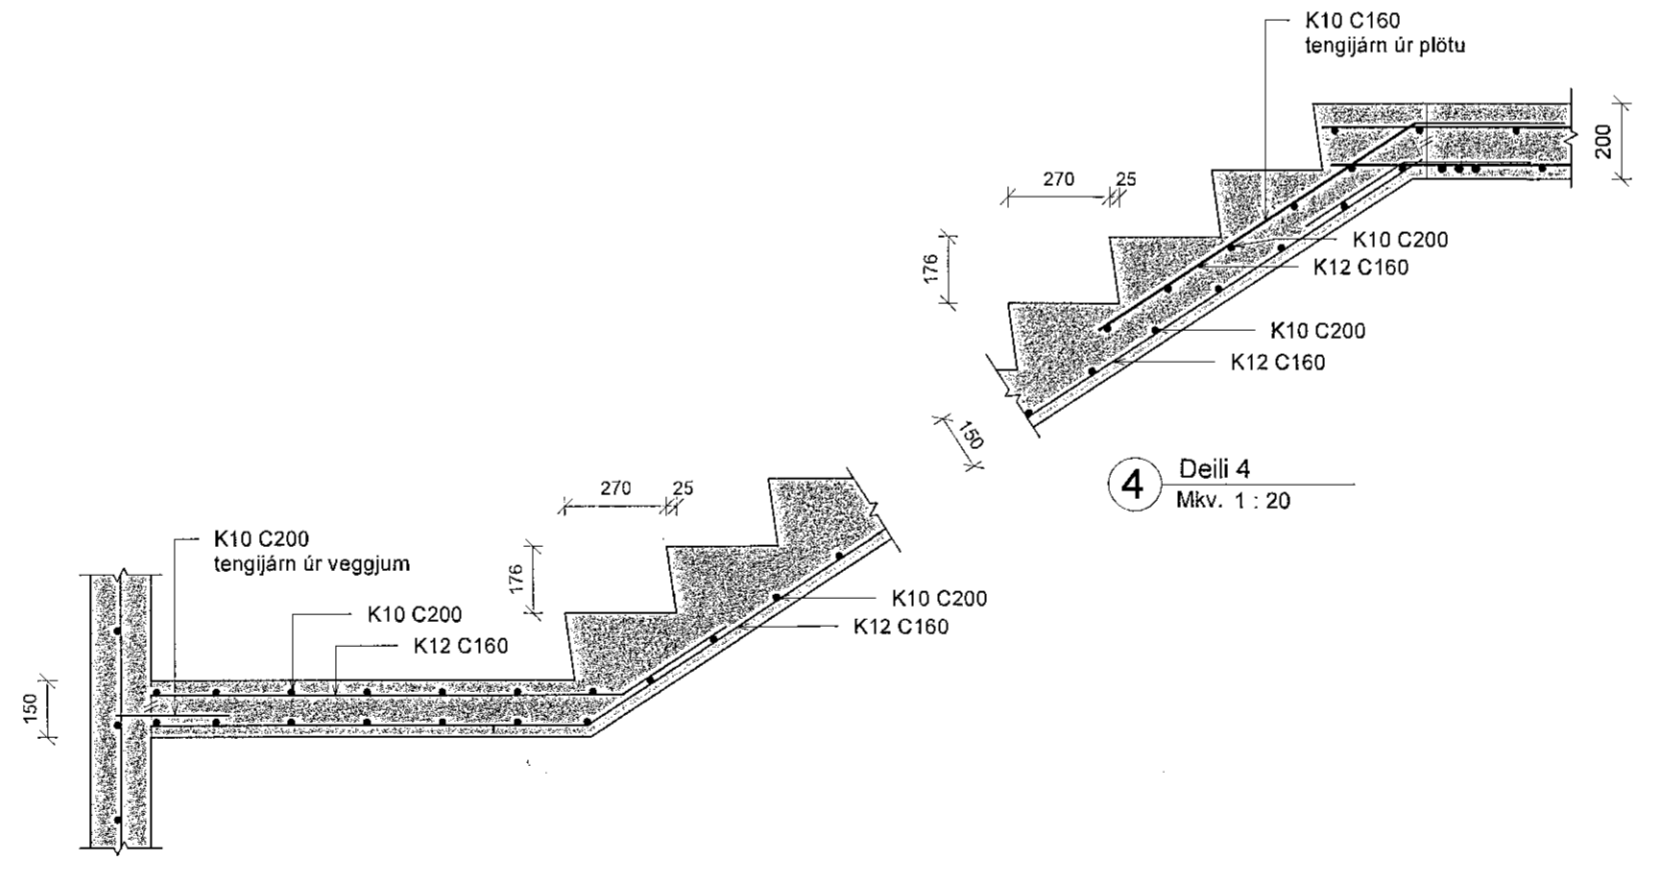 K10 C160
tengijárn úr plötu
200
270 25
176
K10 C200
K12 C160
K10 C200
K12 C160
150
4
Deili 4
Mkv. 1 : 20
270 25
K10 C200
tengijárn úr veggjum
176
K10 C200
K12 C160
K10 C200
K12 C160
150